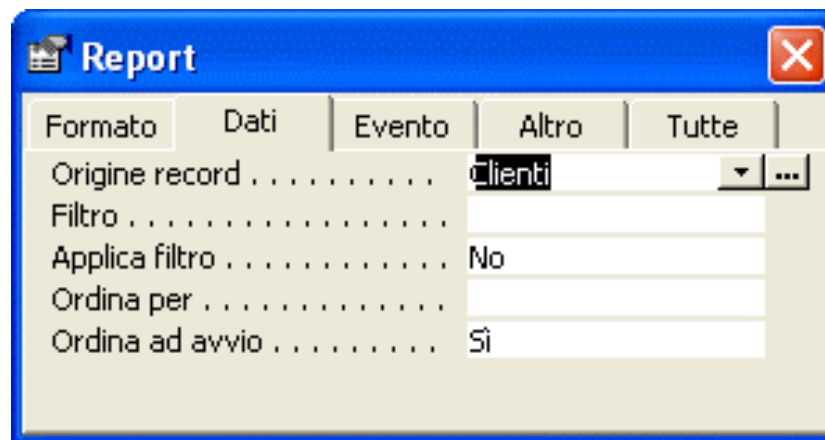 Report
Formato Dati Evento Altro Tutte
Origine record . . . . . . . . . . Clienti ...
Filtro . . . . . . . . . . . . . . . . .
Applica filtro . . . . . . . . . . . . No
Ordina per . . . . . . . . . . . . .
Ordina ad avvio . . . . . . . . . Sì